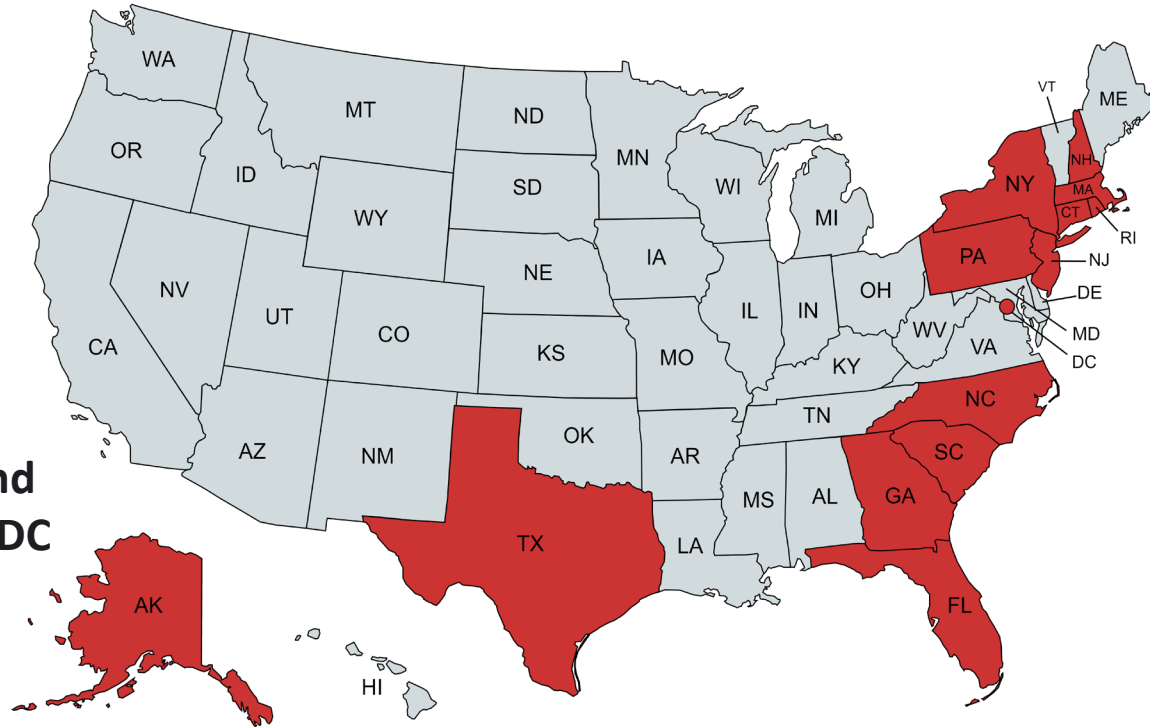 WA
MT
ND
MN
VT
ME
OR
ID
SD
WI
NH
WY
MI
NY
MA
CT
RI
NE
IA
PA
NJ
NV
UT
CO
IL
IN
OH
DE
CA
KS
MO
WV
VA
MD
KY
DC
AZ
NM
OK
TN
NC
AR
SC
nd
DC
MS
AL
GA
TX
LA
AK
FL
HI